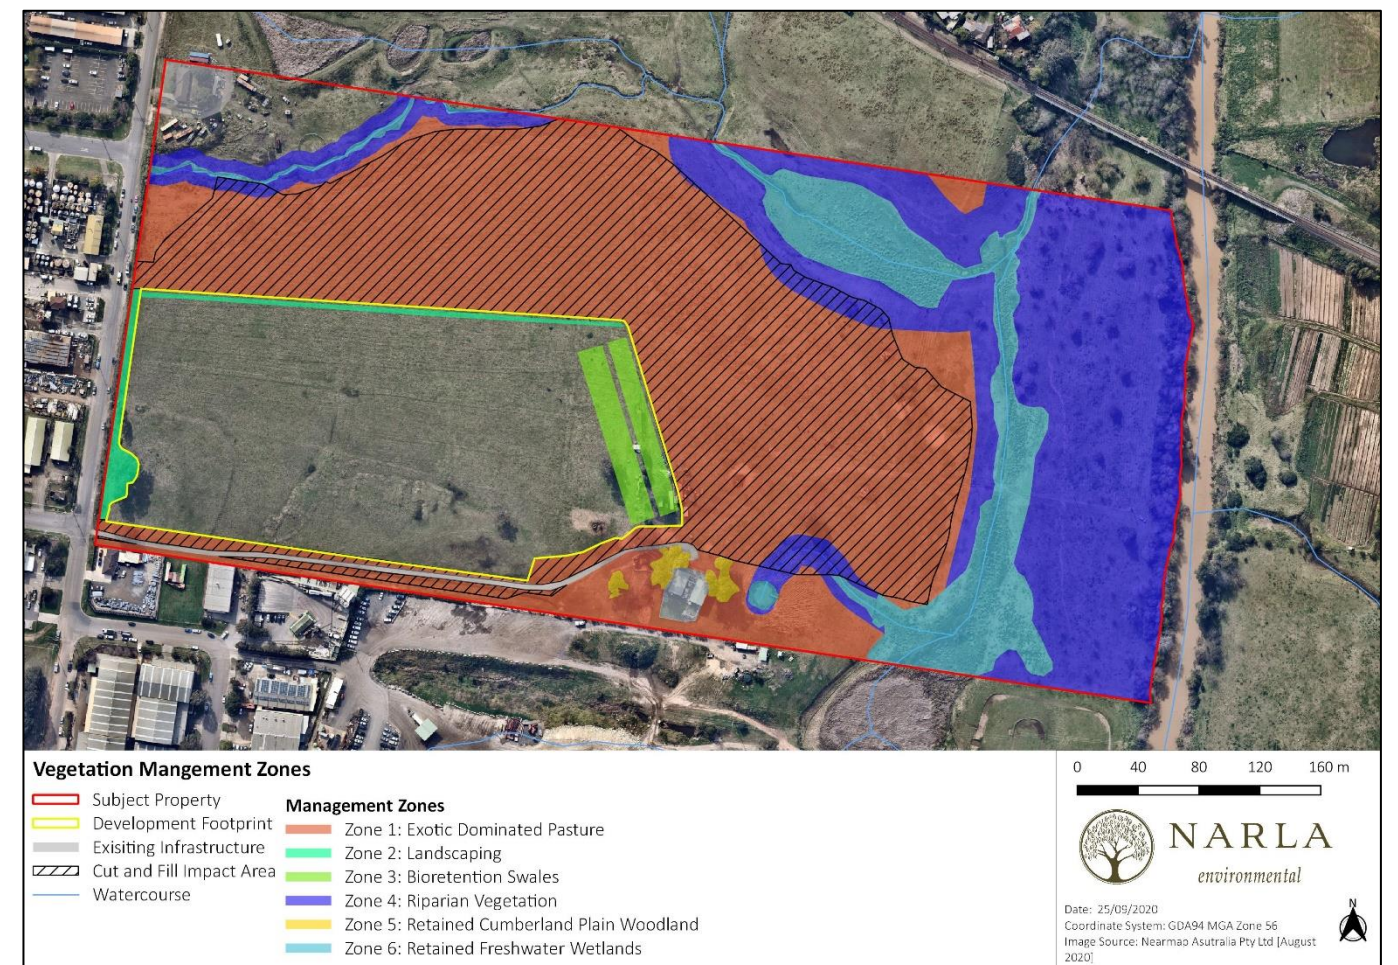 Vegetation Mangement Zones
Subject Property
Development Footprint
Exisiting Infrastructure
Cut and Fill Impact Area
Watercourse
Management Zones
Zone 1: Exotic Dominated Pasture
Zone 2: Landscaping
Zone 3: Bioretention Swales
Zone 4: Riparian Vegetation
Zone 5: Retained Cumberland Plain Woodland
Zone 6: Retained Freshwater Wetlands
0 40 80 120 160 m
NARLA
environmental
Date: 25/09/2020
Coordinate System: GDA94 MGA Zone 56
Image Source: Nearmap Asutralia Pty Ltd [August
2020]
N